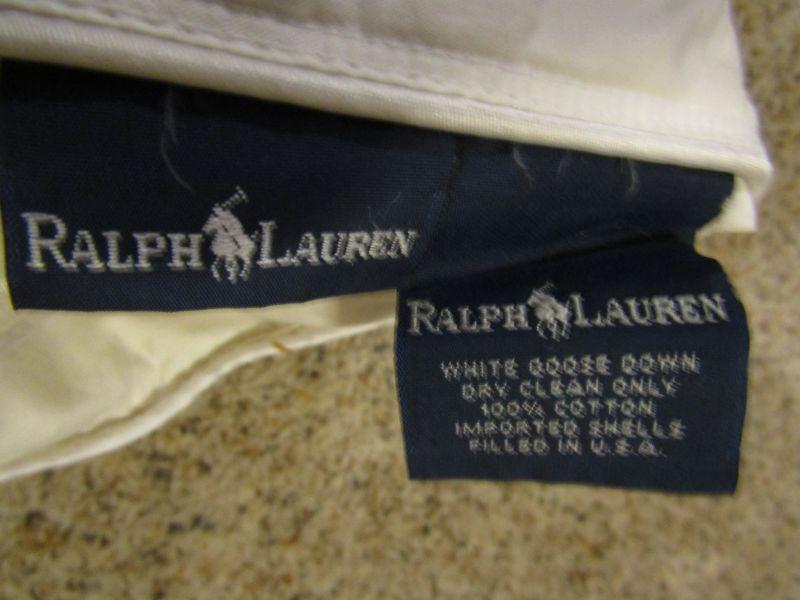 RALPH LAUREN
RALPH LAUREN
WHITE GOOSE DOWN
DRY CLEAN ONLY
100% COTTON
IMPORTED SHELLS
FILLED IN U.S.A.